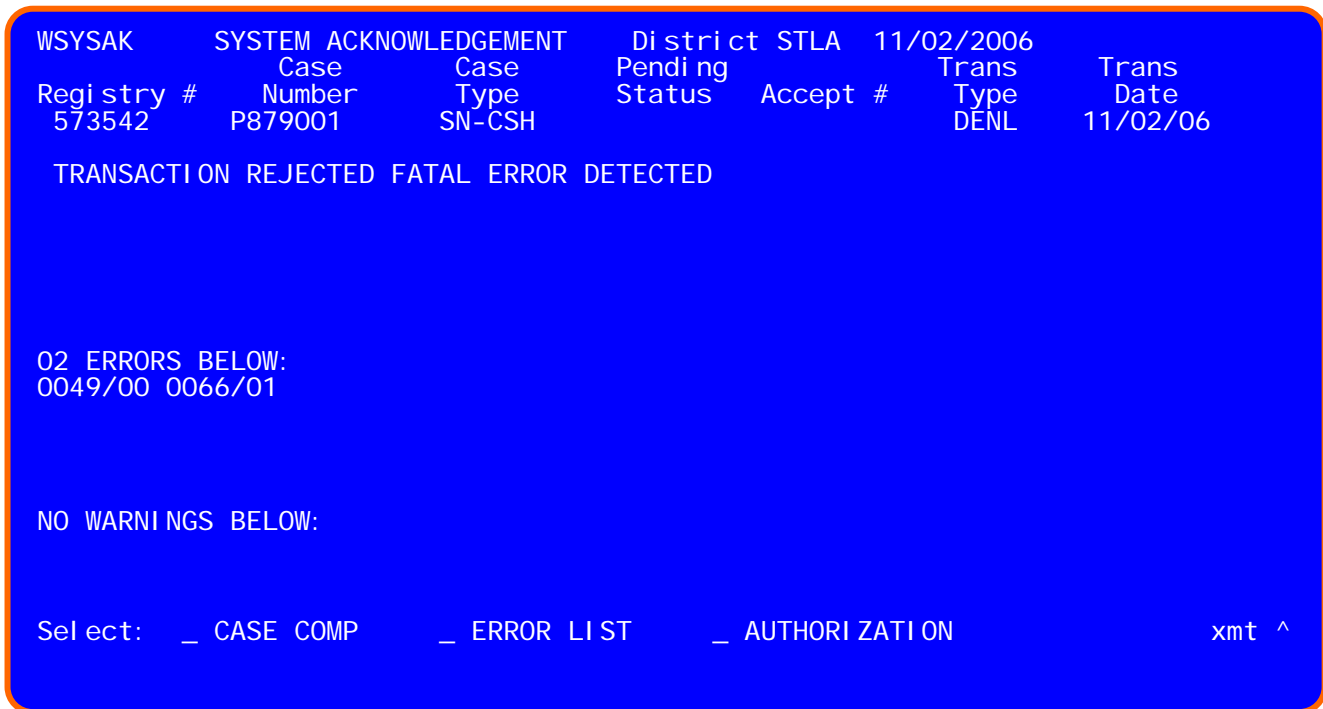 WSYSAK SYSTEM ACKNOWLEDGEMENT District STLA 11/02/2006
Case Case Pending Trans Trans
Registry # Number Type Status Accept # Type Date
573542 P879001 SN-CSH DENL 11/02/06
TRANSACTION REJECTED FATAL ERROR DETECTED
02 ERRORS BELOW:
0049/00 0066/01
NO WARNINGS BELOW:
Select: _ CASE COMP _ ERROR LIST _ AUTHORIZATION xmt ^